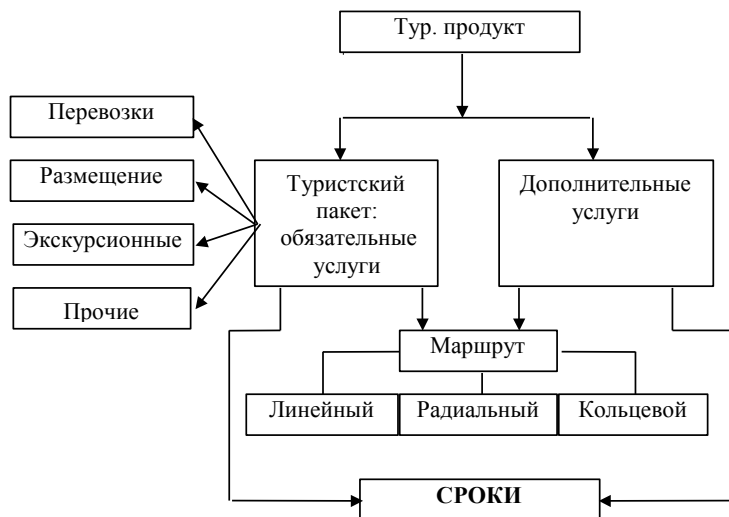 Тур. продукт
Перевозки
Размещение
Экскурсионные
Прочие
Туристский
пакет:
обязательные
услуги
Дополнительные
услуги
Маршрут
Линейный
Радиальный
Кольцевой
СРОКИ